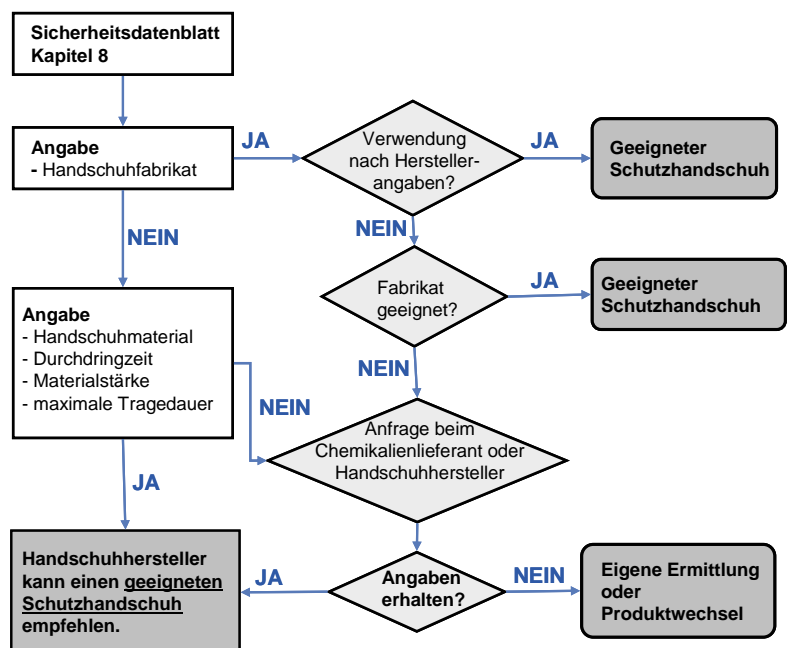 Sicherheitsdatenblatt
Kapitel 8
Angabe
- Handschuhfabrikat
JA
Verwendung
nach Hersteller-
angaben?
JA
Geeigneter
Schutzhandschuh
NEIN
NEIN
Fabrikat
geeignet?
JA
Geeigneter
Schutzhandschuh
Angabe
- Handschuhmaterial
- Durchdringzeit
- Materialstärke
- maximale Tragedauer
NEIN
NEIN
Anfrage beim
Chemikalienlieferant oder
Handschuhhersteller
JA
Handschuhhersteller
kann einen geeigneten
Schutzhandschuh
empfehlen.
JA
Angaben
erhalten?
NEIN
Eigene Ermittlung
oder
Produktwechsel